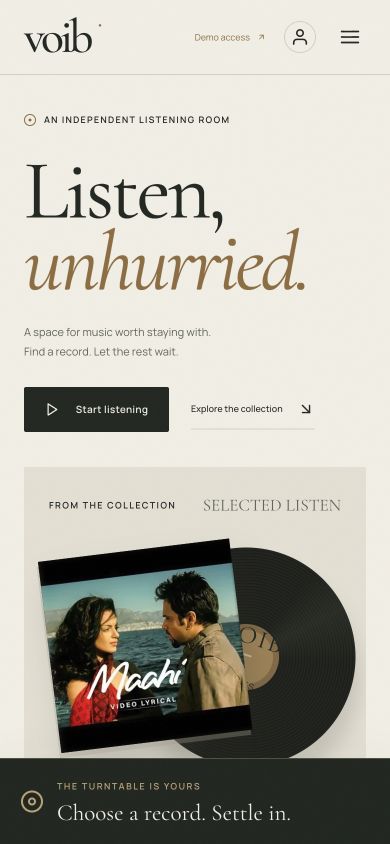 voib
Demo access
AN INDEPENDENT LISTENING ROOM
Listen,
unhurried.
A space for music worth staying with.
Find a record. Let the rest wait.
Start listening
Explore the collection
FROM THE COLLECTION
SELECTED LISTEN
Maahi
VIDEO LYRICAL
THE TURNTABLE IS YOURS
Choose a record. Settle in.